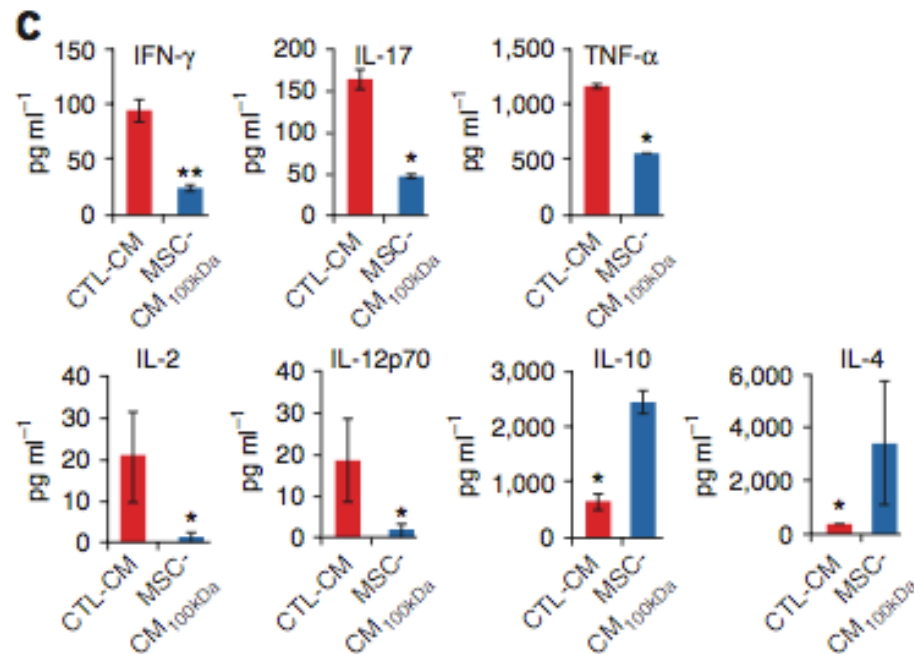 C
IFN-γ
pg ml⁻¹
150
100
50
0
**
CTL-CM
MSC-
CM100kDa
IL-17
pg ml⁻¹
200
150
100
50
0
*
CTL-CM
MSC-
CM100kDa
TNF-α
pg ml⁻¹
1,500
1,000
500
0
*
CTL-CM
MSC-
CM100kDa
IL-2
pg ml⁻¹
40
30
20
10
0
*
CTL-CM
MSC-
CM100kDa
IL-12p70
pg ml⁻¹
40
30
20
10
0
*
CTL-CM
MSC-
CM100kDa
IL-10
pg ml⁻¹
3,000
2,000
1,000
0
*
CTL-CM
MSC-
CM100kDa
IL-4
pg ml⁻¹
6,000
4,000
2,000
0
*
CTL-CM
MSC-
CM100kDa